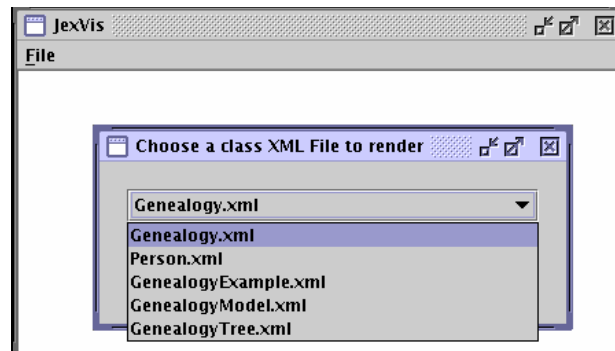 JexVis
File
Choose a class XML File to render
Genealogy.xml
Genealogy.xml
Person.xml
GenealogyExample.xml
GenealogyModel.xml
GenealogyTree.xml